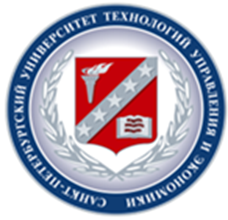 САНКТ-ПЕТЕРБУРГСКИЙ УНИВЕРСИТЕТ ТЕХНОЛОГИЙ УПРАВЛЕНИЯ И ЭКОНОМИКИ